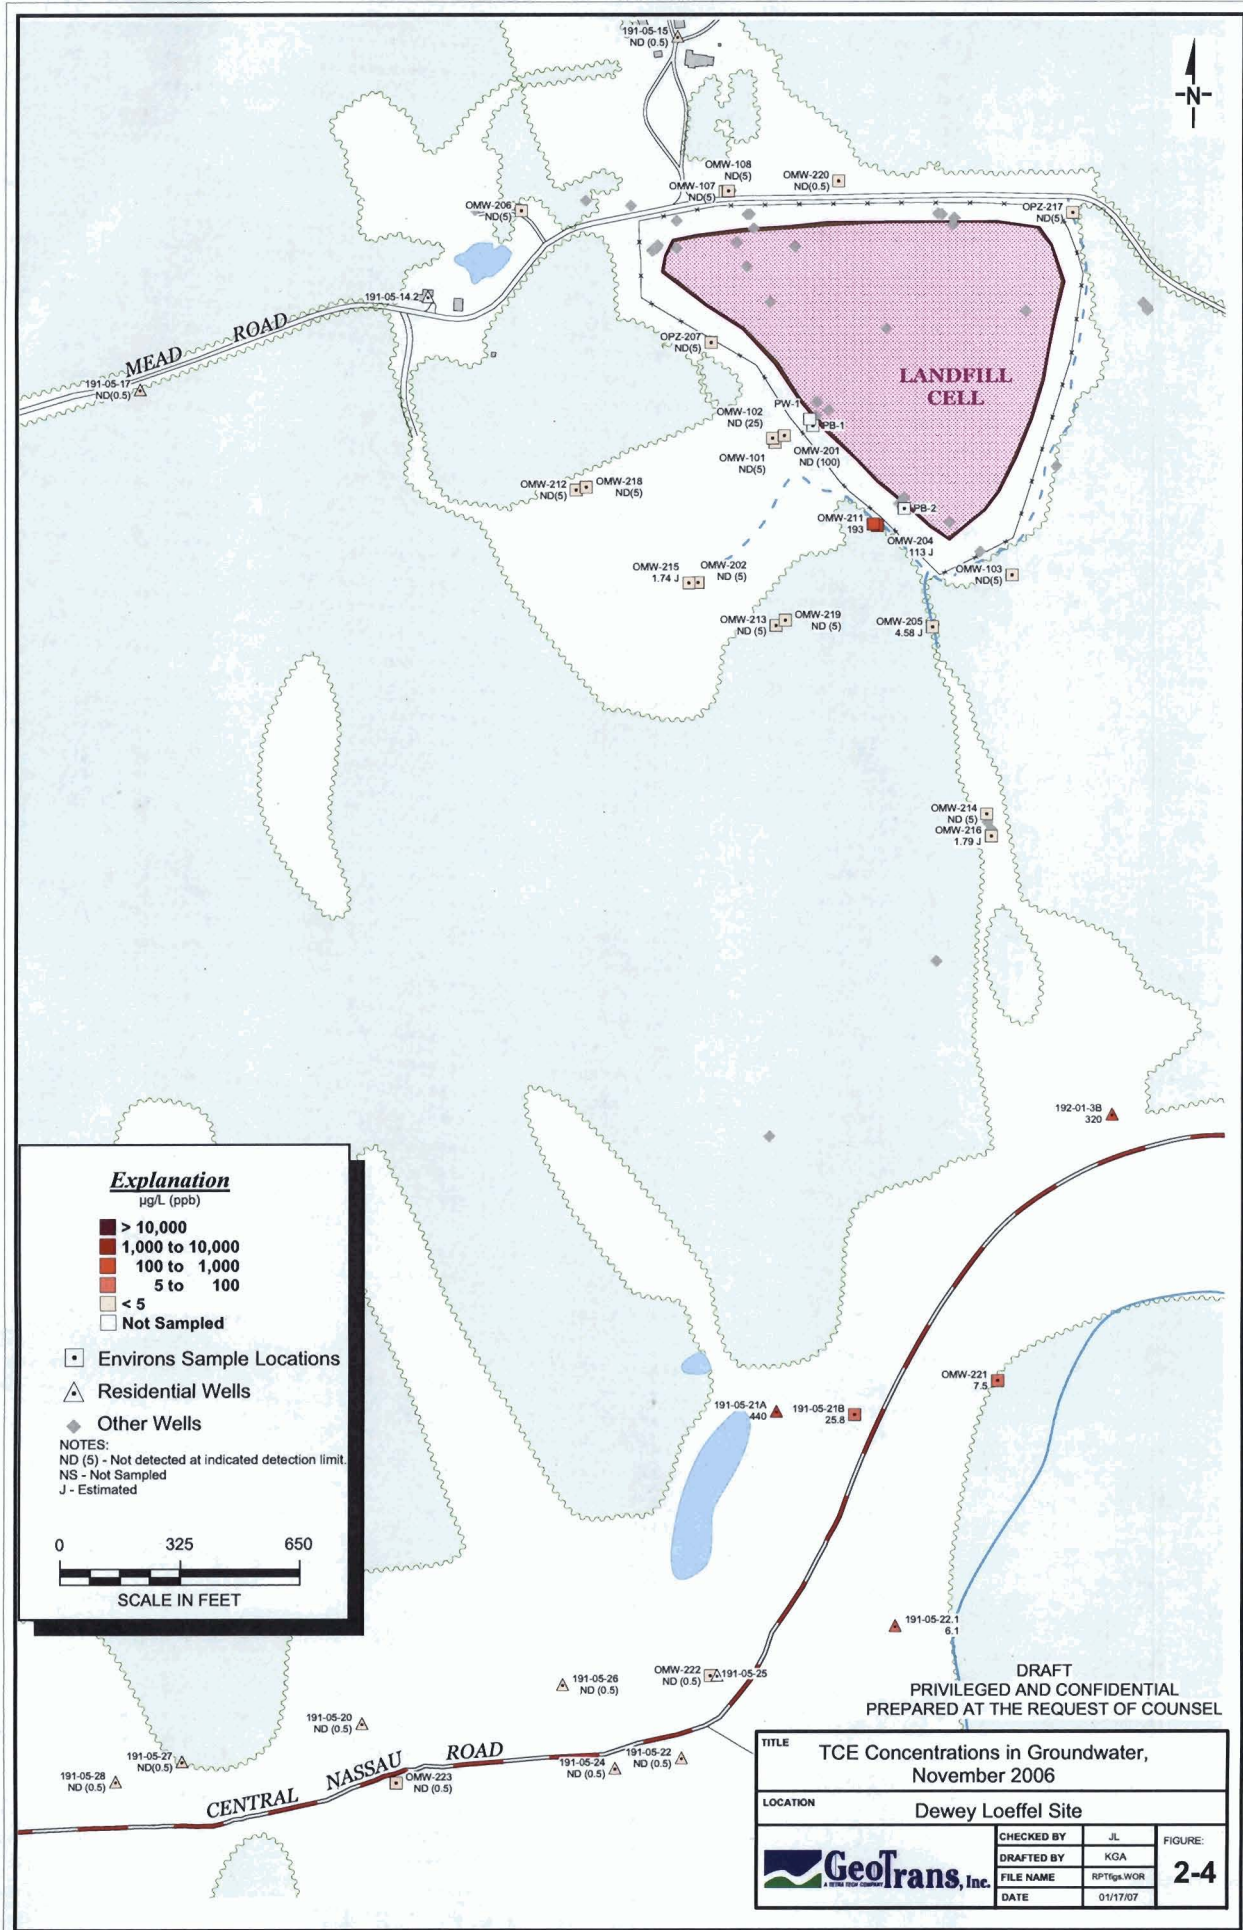 191-05-15
ND (0.5)
N
OMW-108
ND(5)
OMW-107
ND(5)
OMW-220
ND(0.5)
OPZ-217
ND(5)
OMW-206
ND(5)
191-05-14.2
MEAD ROAD
191-05-17
ND(0.5)
OPZ-207
ND(5)
LANDFILL
CELL
PW-1
PB-1
OMW-102
ND (25)
OMW-101
ND(5)
OMW-201
ND (100)
OMW-212
ND(5)
OMW-218
ND(5)
PB-2
OMW-211
193
OMW-204
113 J
OMW-215
1.74 J
OMW-202
ND (5)
OMW-103
ND(5)
OMW-213
ND (5)
OMW-219
ND (5)
OMW-205
4.58 J
OMW-214
ND (5)
OMW-216
1.79 J
192-01-3B
320
Explanation
µg/L (ppb)
> 10,000
1,000 to 10,000
100 to 1,000
5 to 100
< 5
Not Sampled
Environs Sample Locations
Residential Wells
Other Wells
NOTES:
ND (5) - Not detected at indicated detection limit.
NS - Not Sampled
J - Estimated
0 325 650
SCALE IN FEET
OMW-221
7.5
191-05-21A
440
191-05-21B
25.8
191-05-22.1
6.1
191-05-26
ND (0.5)
OMW-222
ND (0.5)
191-05-25
191-05-20
ND (0.5)
191-05-27
ND(0.5)
191-05-28
ND (0.5)
CENTRAL NASSAU ROAD
OMW-223
ND (0.5)
191-05-24
ND (0.5)
191-05-22
ND (0.5)
DRAFT
PRIVILEGED AND CONFIDENTIAL
PREPARED AT THE REQUEST OF COUNSEL
TITLE
TCE Concentrations in Groundwater,
November 2006
LOCATION
Dewey Loeffel Site
GeoTrans, Inc.
A TETRA TECH COMPANY
CHECKED BY JL
DRAFTED BY KGA
FILE NAME RPTfigs.WOR
DATE 01/17/07
FIGURE:
2-4